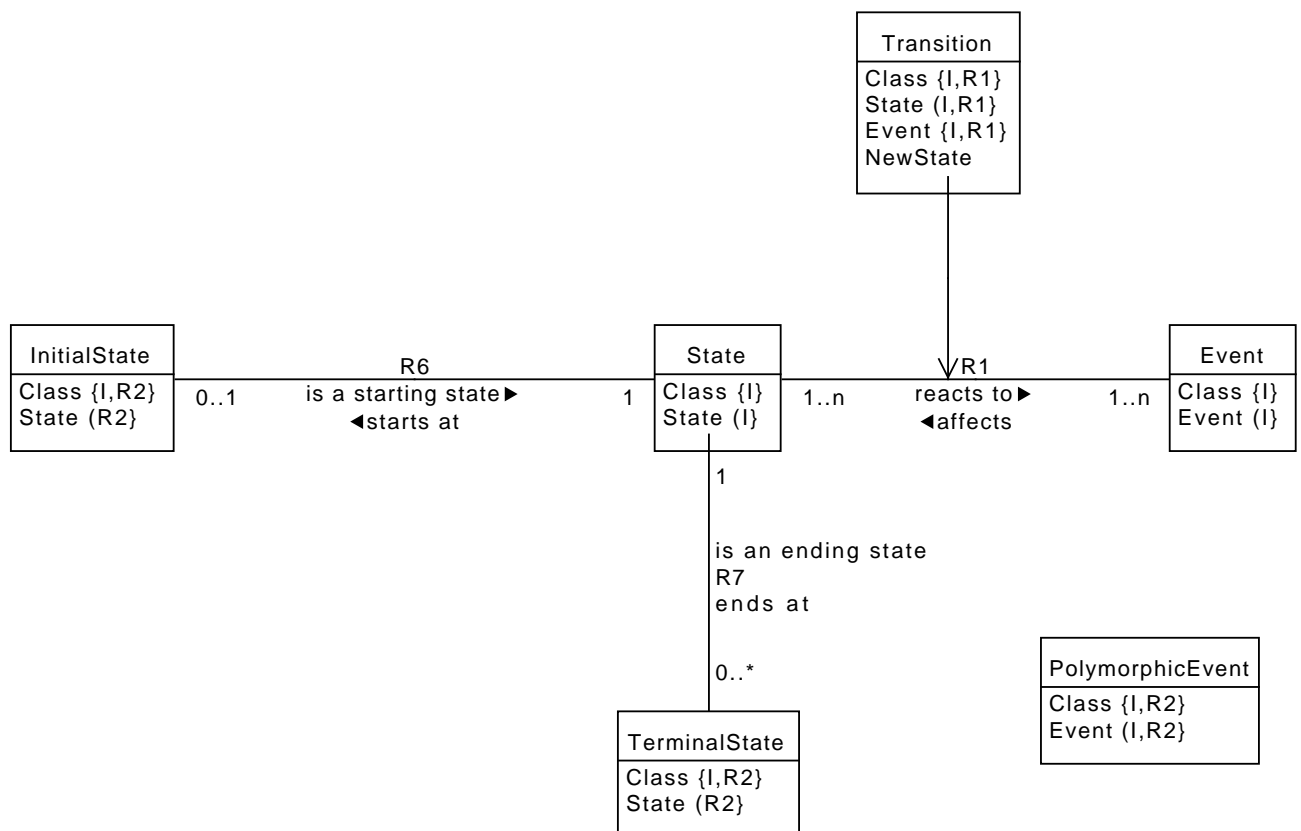 Transition
Class {I,R1}
State (I,R1}
Event {I,R1}
NewState
InitialState
Class {I,R2}
State (R2}
0..1
R6
is a starting state▶
◀starts at
1
State
Class {I}
State (I}
1..n
R1
reacts to▶
◀affects
1..n
Event
Class {I}
Event (I}
1
is an ending state
R7
ends at
0..*
TerminalState
Class {I,R2}
State (R2}
PolymorphicEvent
Class {I,R2}
Event (I,R2}